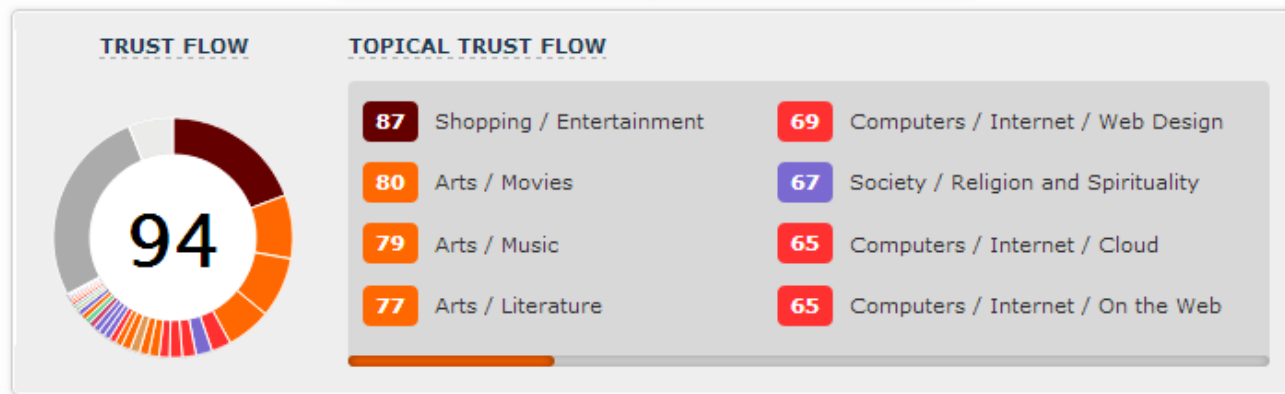 TRUST FLOW
TOPICAL TRUST FLOW
94
87 Shopping / Entertainment
80 Arts / Movies
79 Arts / Music
77 Arts / Literature
69 Computers / Internet / Web Design
67 Society / Religion and Spirituality
65 Computers / Internet / Cloud
65 Computers / Internet / On the Web